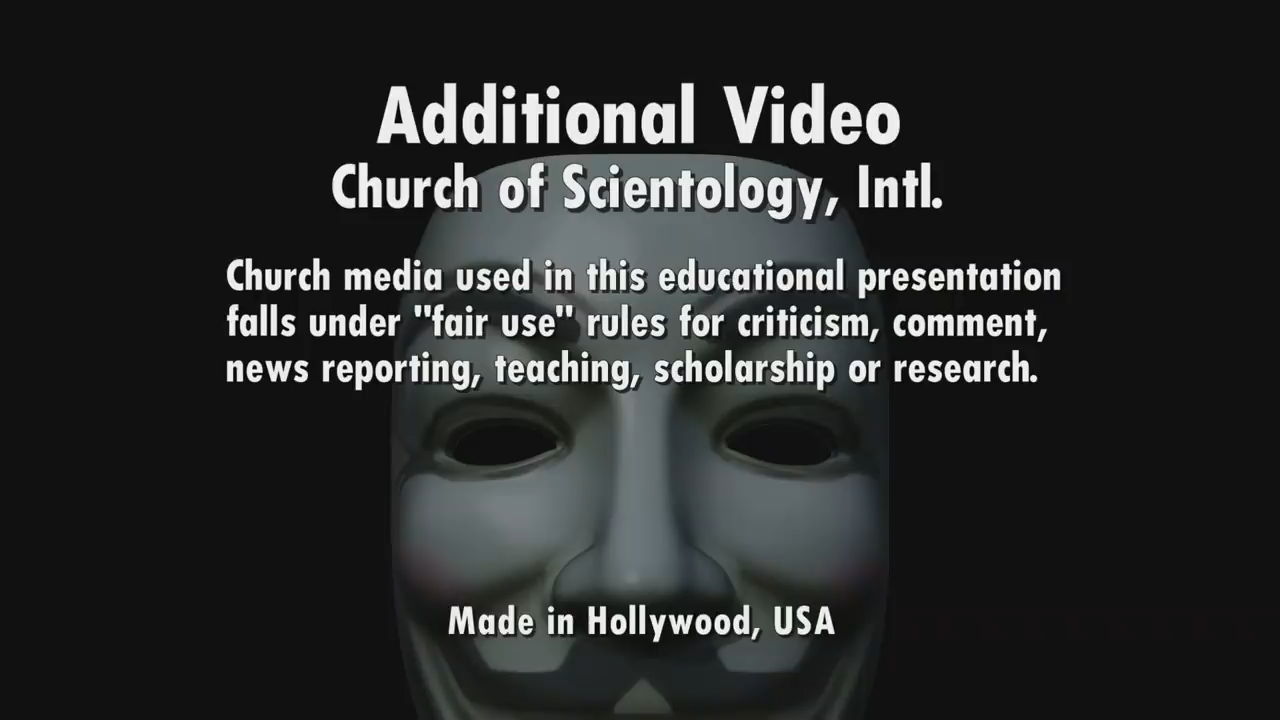 Additional Video
Church of Scientology, Intl.
Church media used in this educational presentation
falls under "fair use" rules for criticism, comment,
news reporting, teaching, scholarship or research.
Made in Hollywood, USA